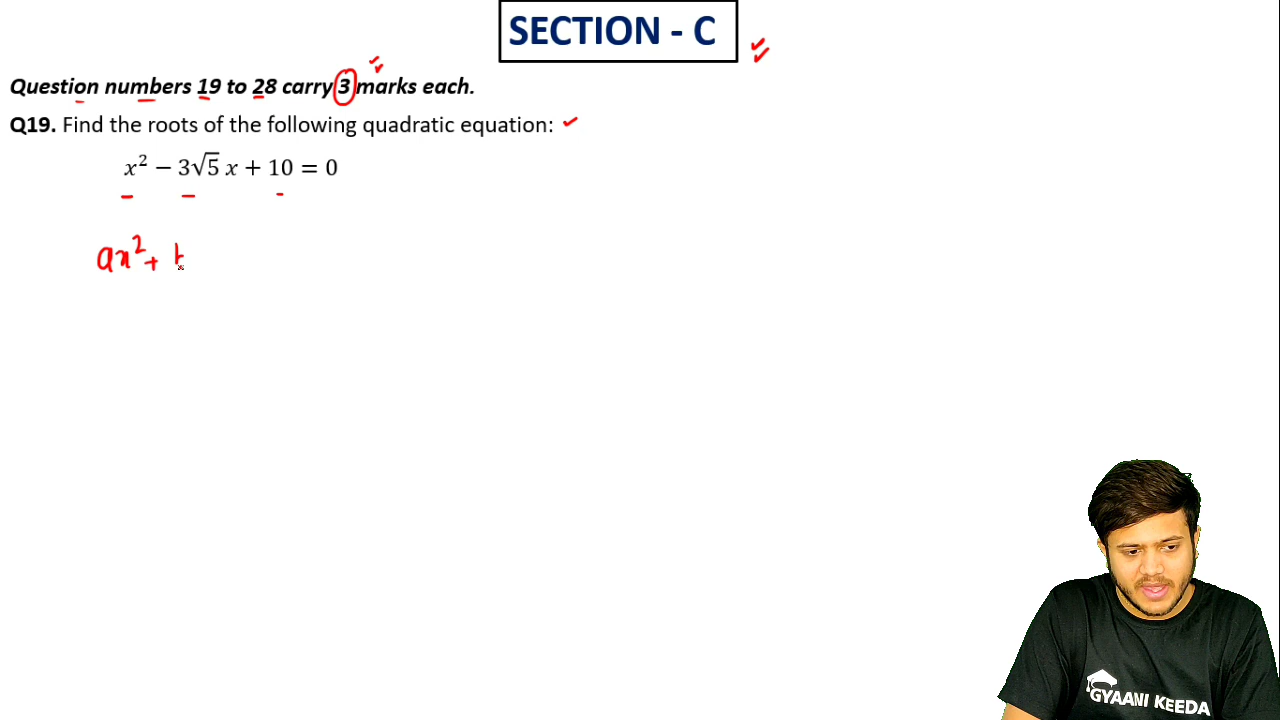 SECTION - C
Question numbers 19 to 28 carry 3 marks each.
Q19. Find the roots of the following quadratic equation:
x² − 3√5 x + 10 = 0
ax² +
GYAANI KEEDA